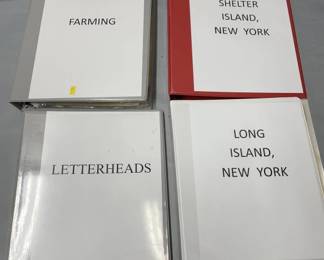 FARMING
SHELTER
ISLAND,
NEW YORK
LETTERHEADS
LONG
ISLAND,
NEW YORK